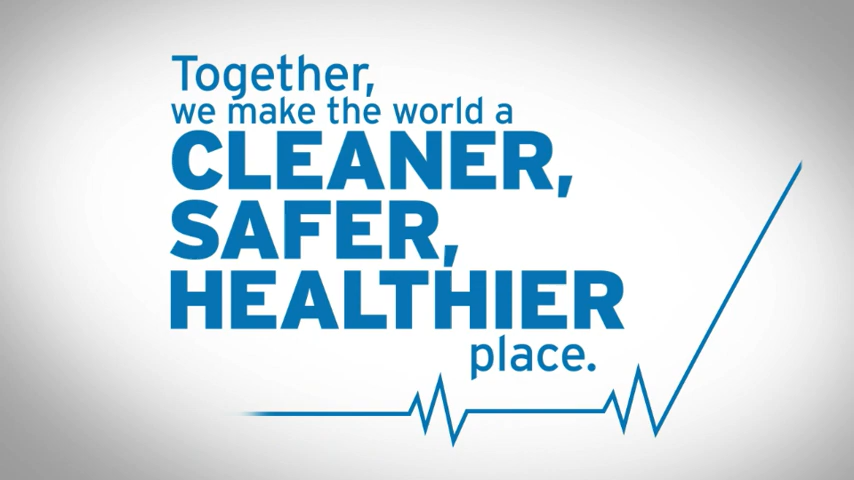 Together,
we make the world a
CLEANER,
SAFER,
HEALTHIER
place.